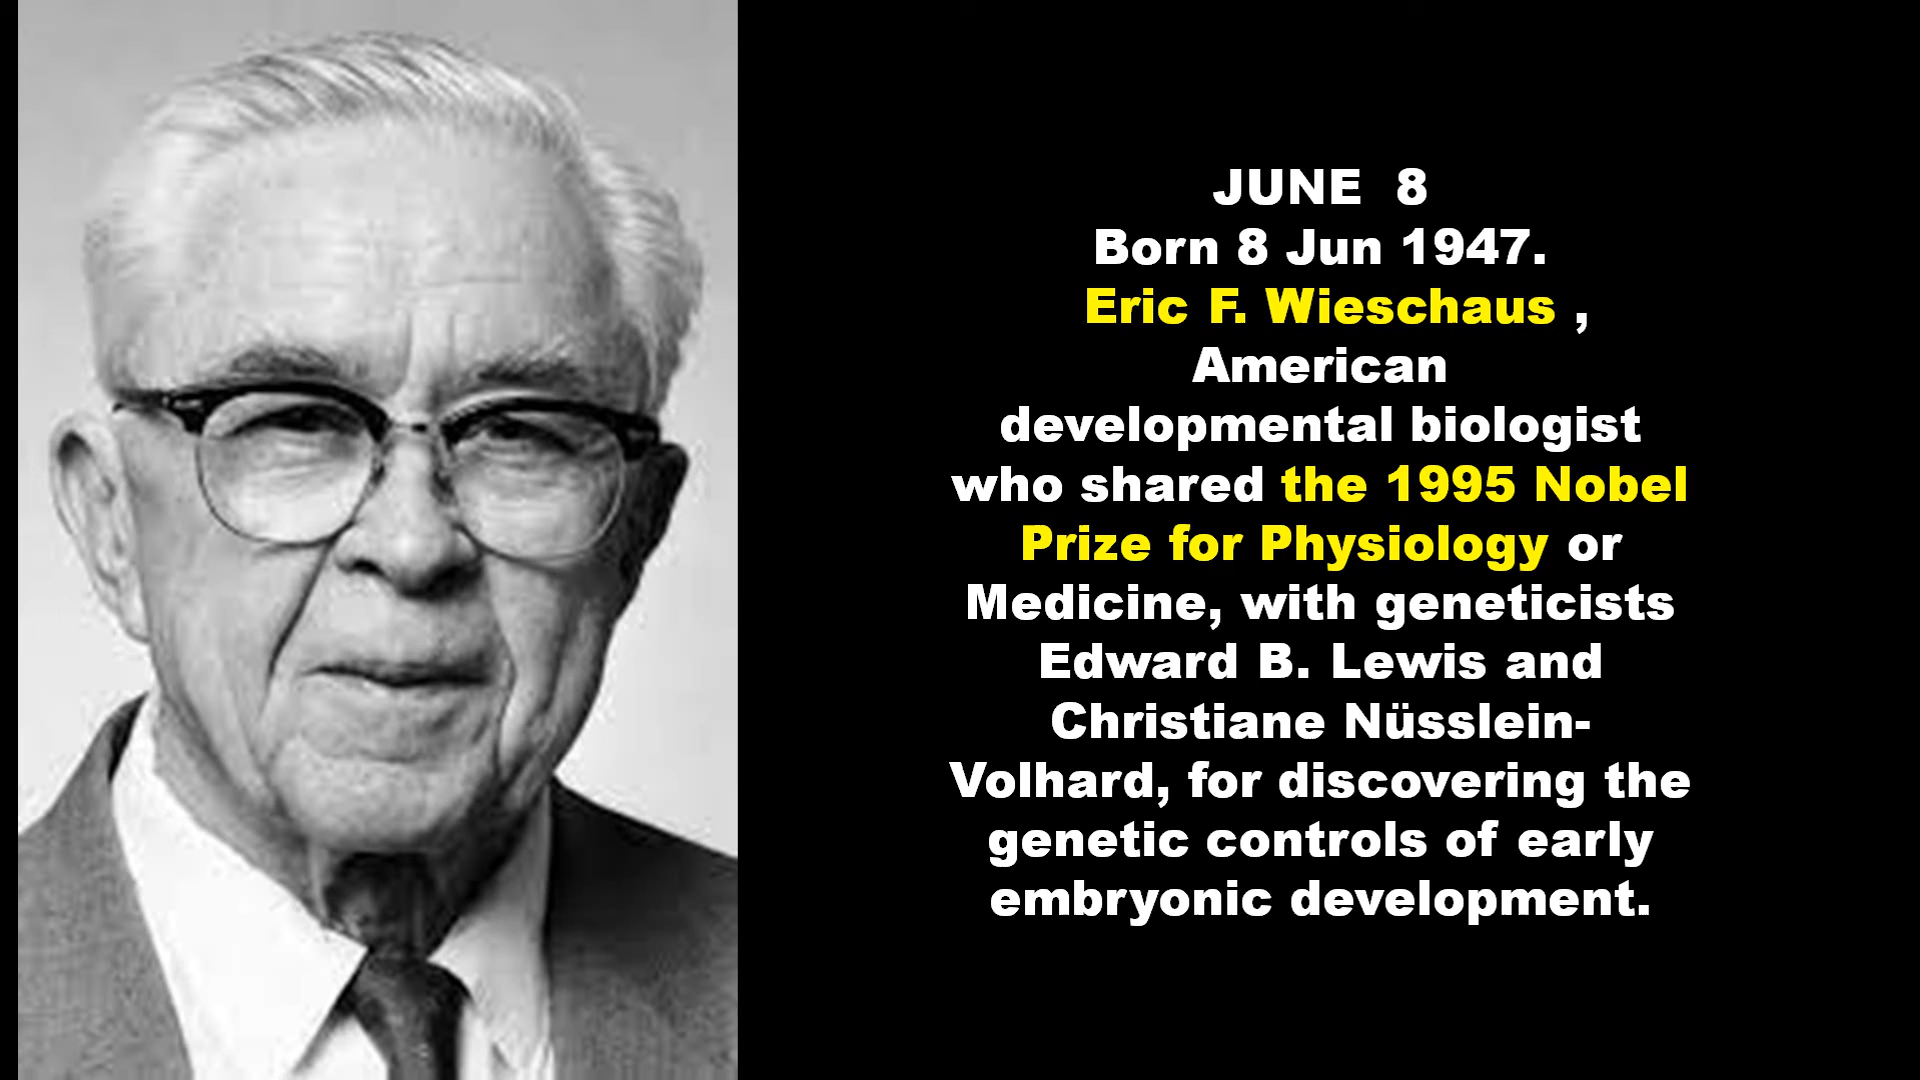 JUNE  8
Born 8 Jun 1947.
Eric F. Wieschaus ,
American
developmental biologist
who shared the 1995 Nobel
Prize for Physiology or
Medicine, with geneticists
Edward B. Lewis and
Christiane Nüsslein-
Volhard, for discovering the
genetic controls of early
embryonic development.